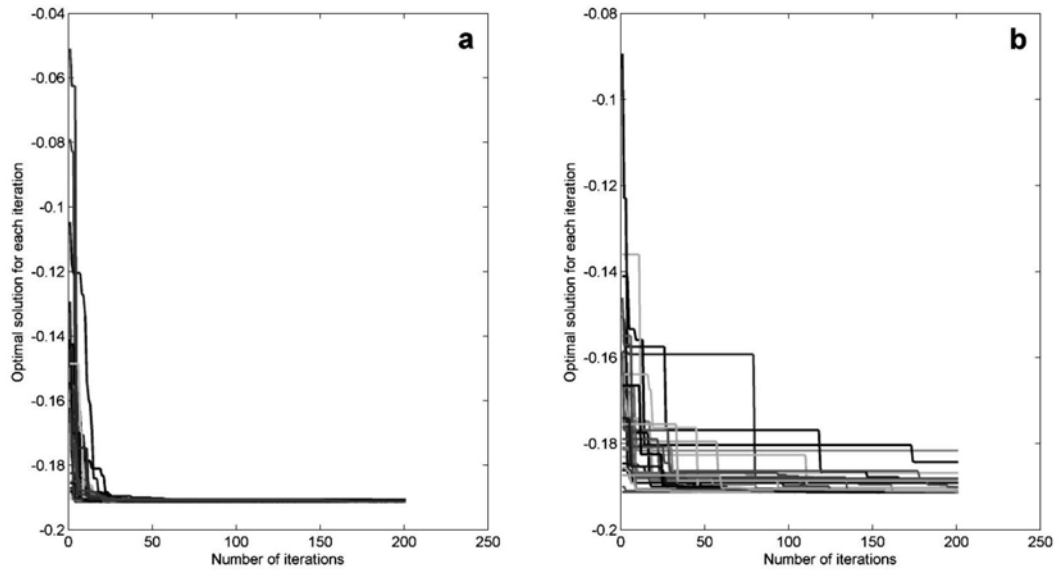 a
-0.04
-0.06
-0.08
-0.1
-0.12
-0.14
-0.16
-0.18
-0.2
Optimal solution for each iteration
0 50 100 150 200 250
Number of iterations
b
-0.08
-0.1
-0.12
-0.14
-0.16
-0.18
-0.2
Optimal solution for each iteration
0 50 100 150 200 250
Number of iterations